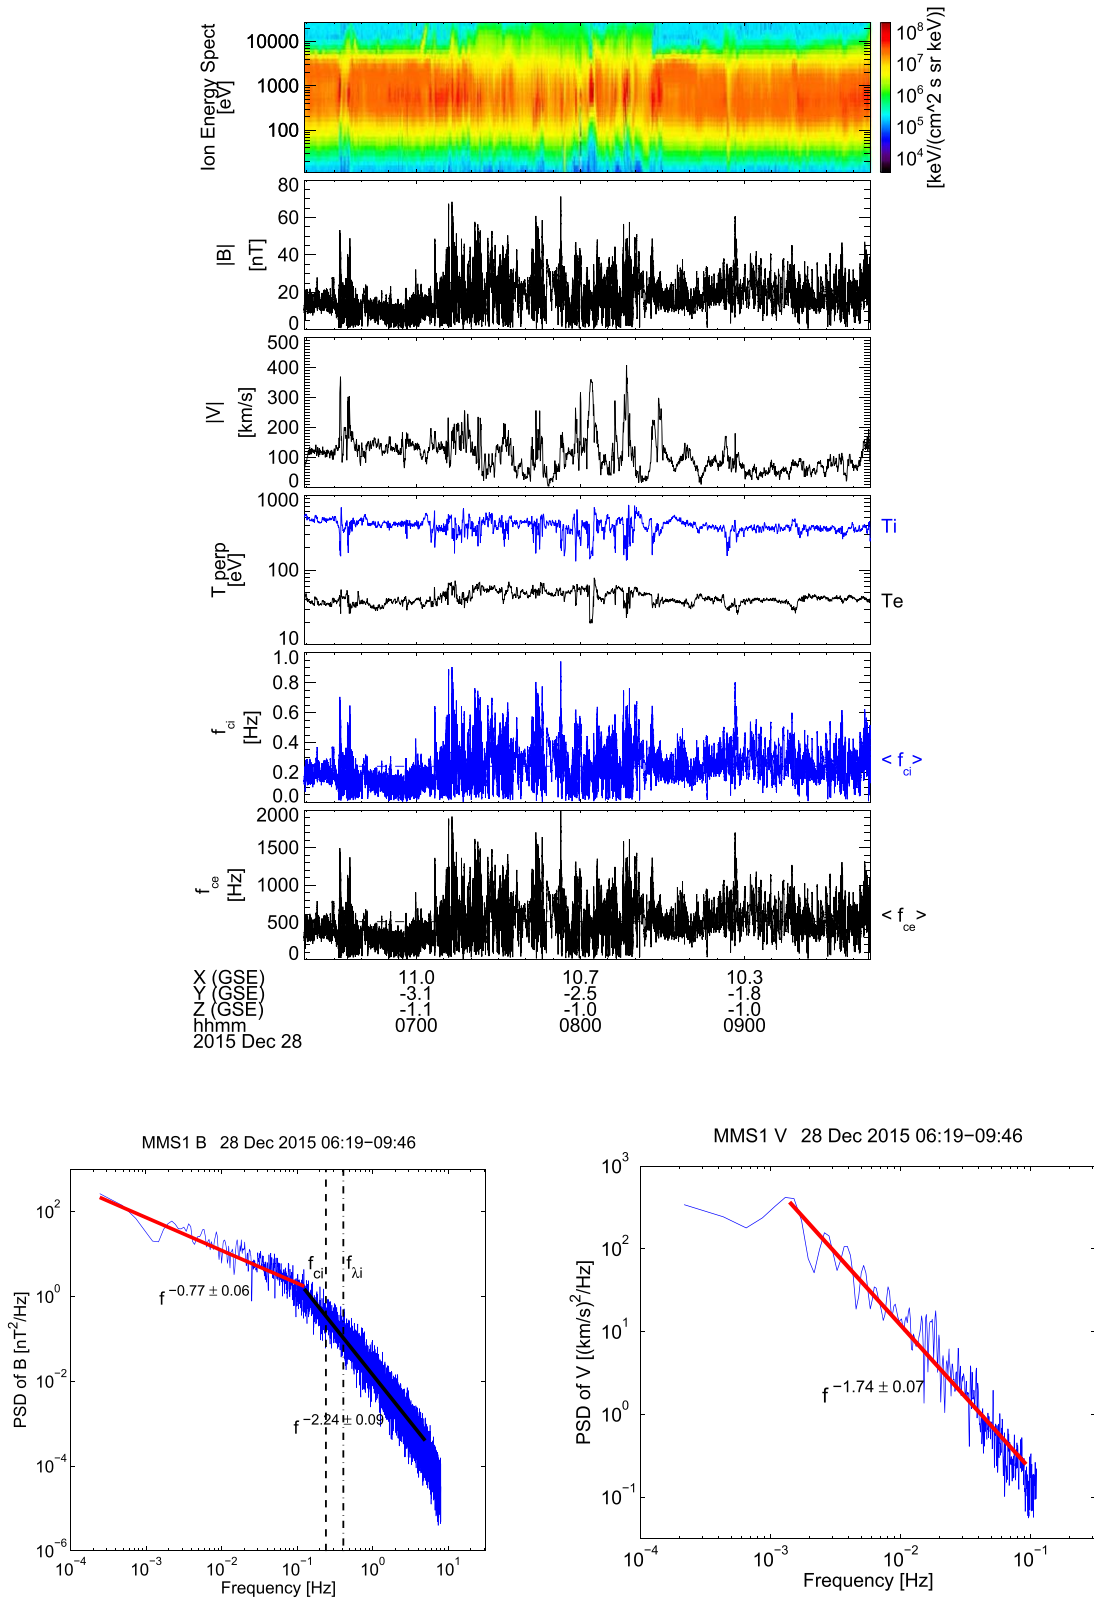 Ion Energy Spect
[eV]
10000
1000
100
10^8
10^7
10^6
10^5
10^4
[keV/(cm^2 s sr keV)]
|B|
[nT]
80
60
40
20
0
|V|
[km/s]
500
400
300
200
100
0
T perp
[eV]
1000
100
10
Ti
Te
f_ci
[Hz]
1.0
0.8
0.6
0.4
0.2
0.0
< f_ci >
f_ce
[Hz]
2000
1500
1000
500
0
< f_ce >
X (GSE) 11.0 10.7 10.3
Y (GSE) -3.1 -2.5 -1.8
Z (GSE) -1.1 -1.0 -1.0
hhmm 0700 0800 0900
2015 Dec 28
MMS1 B 28 Dec 2015 06:19−09:46
PSD of B [nT^2/Hz]
10^2
10^0
10^−2
10^−4
10^−6
f_ci
f_λi
f^−0.77 ± 0.06
f^−2.24 ± 0.09
10^−4 10^−3 10^−2 10^−1 10^0 10^1
Frequency [Hz]
MMS1 V 28 Dec 2015 06:19−09:46
PSD of V [(km/s)^2/Hz]
10^3
10^2
10^1
10^0
10^−1
f^−1.74 ± 0.07
10^−4 10^−3 10^−2 10^−1
Frequency [Hz]